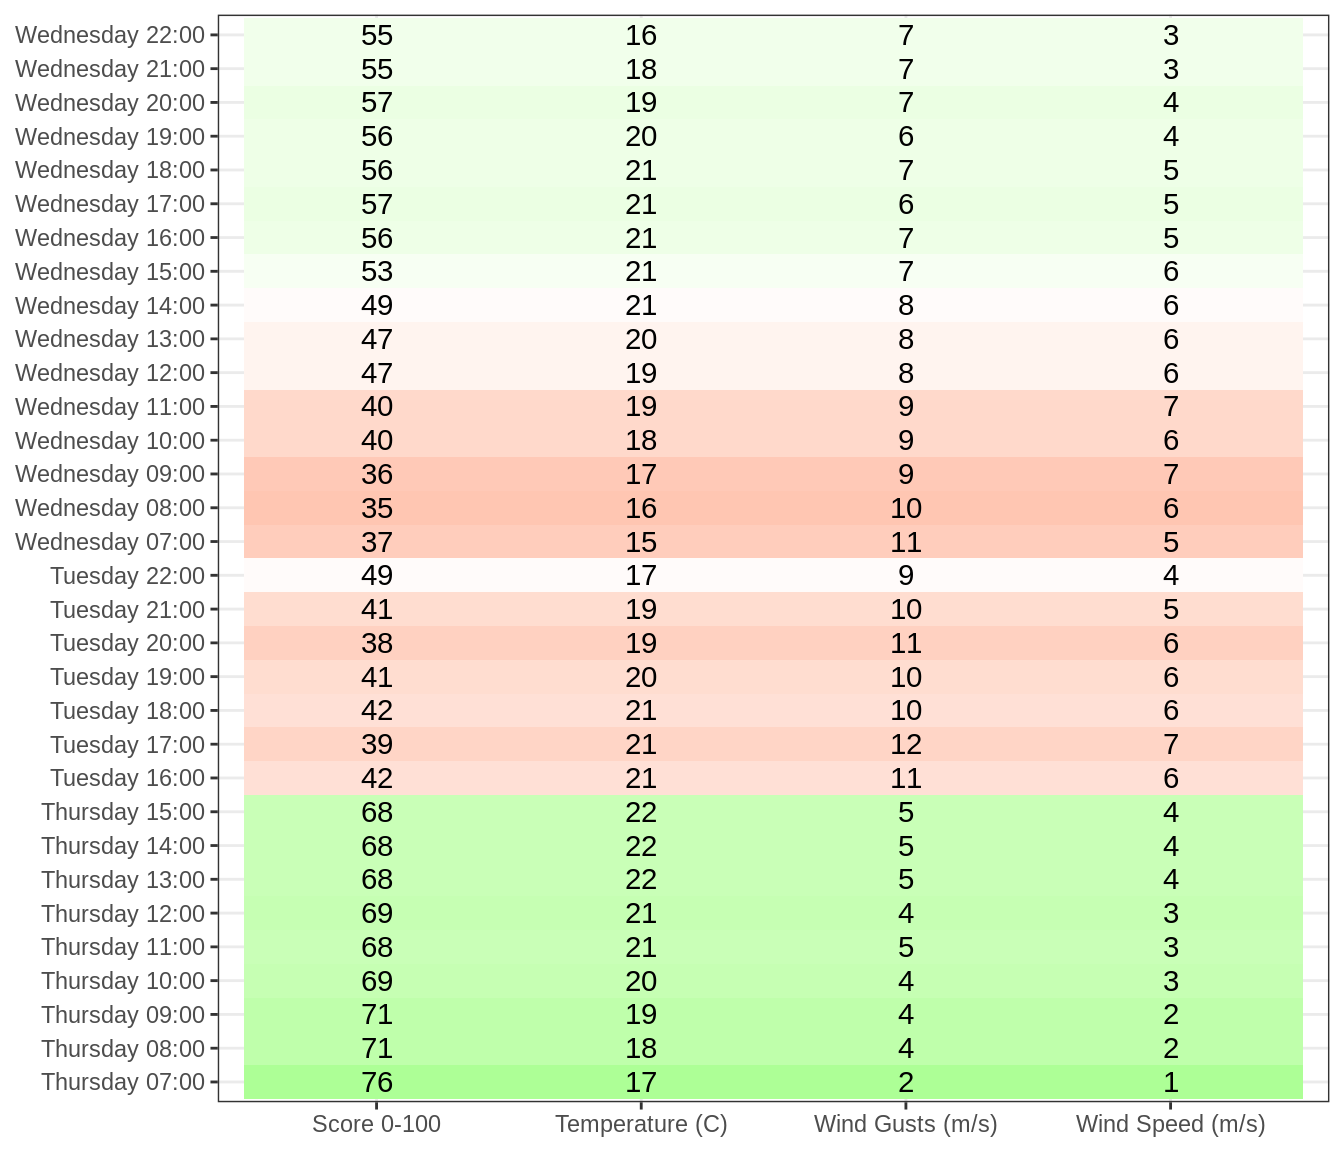 Wednesday 22:00 55 16 7 3
Wednesday 21:00 55 18 7 3
Wednesday 20:00 57 19 7 4
Wednesday 19:00 56 20 6 4
Wednesday 18:00 56 21 7 5
Wednesday 17:00 57 21 6 5
Wednesday 16:00 56 21 7 5
Wednesday 15:00 53 21 7 6
Wednesday 14:00 49 21 8 6
Wednesday 13:00 47 20 8 6
Wednesday 12:00 47 19 8 6
Wednesday 11:00 40 19 9 7
Wednesday 10:00 40 18 9 6
Wednesday 09:00 36 17 9 7
Wednesday 08:00 35 16 10 6
Wednesday 07:00 37 15 11 5
Tuesday 22:00 49 17 9 4
Tuesday 21:00 41 19 10 5
Tuesday 20:00 38 19 11 6
Tuesday 19:00 41 20 10 6
Tuesday 18:00 42 21 10 6
Tuesday 17:00 39 21 12 7
Tuesday 16:00 42 21 11 6
Thursday 15:00 68 22 5 4
Thursday 14:00 68 22 5 4
Thursday 13:00 68 22 5 4
Thursday 12:00 69 21 4 3
Thursday 11:00 68 21 5 3
Thursday 10:00 69 20 4 3
Thursday 09:00 71 19 4 2
Thursday 08:00 71 18 4 2
Thursday 07:00 76 17 2 1
Score 0-100 Temperature (C) Wind Gusts (m/s) Wind Speed (m/s)